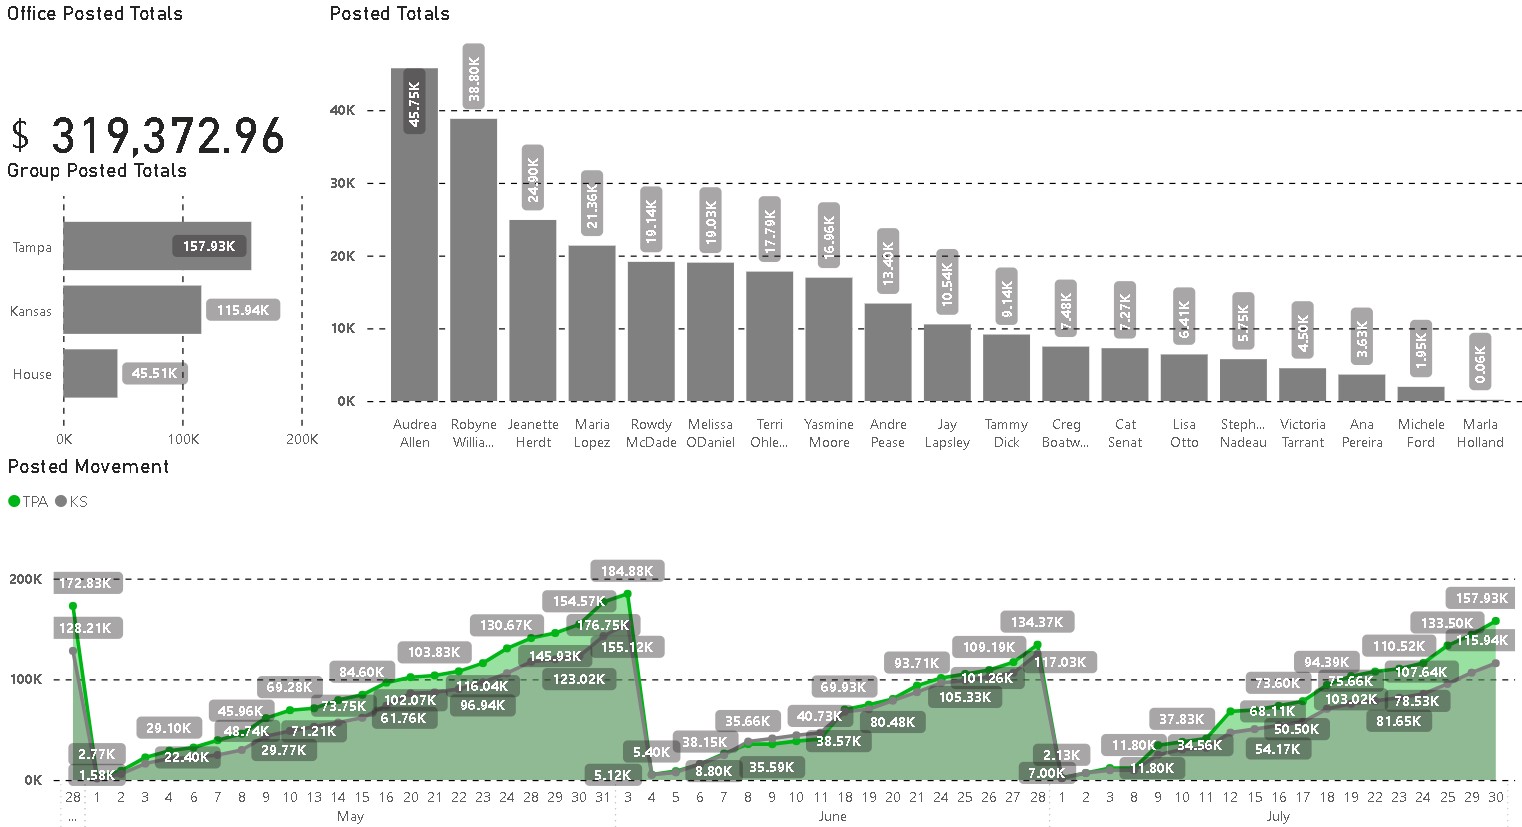 Office Posted Totals
$ 319,372.96
Group Posted Totals
Tampa 157.93K
Kansas 115.94K
House 45.51K
0K 100K 200K
Posted Totals
40K
30K
20K
10K
0K
45.75K 38.80K 24.90K 21.36K 19.14K 19.03K 17.79K 16.96K 13.40K 10.54K 9.14K 7.48K 7.27K 6.41K 5.75K 4.50K 3.63K 1.95K 0.06K
Audrea Robyne Jeanette Maria Rowdy Melissa Terri Yasmine Andre Jay Tammy Creg Cat Lisa Steph... Victoria Ana Michele Marla
Allen Willia... Herdt Lopez McDade ODaniel Ohle... Moore Pease Lapsley Dick Boatw... Senat Otto Nadeau Tarrant Pereira Ford Holland
Posted Movement
TPA KS
200K
100K
0K
172.83K
128.21K
2.77K
1.58K
29.10K
22.40K
45.96K
48.74K
69.28K
29.77K
71.21K
84.60K
73.75K
61.76K
103.83K
102.07K
116.04K
96.94K
130.67K
145.93K
154.57K
123.02K
176.75K
184.88K
155.12K
5.12K
5.40K
38.15K
8.80K
35.66K
35.59K
40.73K
38.57K
69.93K
80.48K
93.71K
105.33K
109.19K
101.26K
134.37K
117.03K
7.00K
2.13K
11.80K
11.80K
37.83K
34.56K
73.60K
68.11K
54.17K
50.50K
94.39K
75.66K
103.02K
110.52K
81.65K
107.64K
78.53K
133.50K
157.93K
115.94K
28 1 2 3 4 6 7 8 9 10 13 14 15 16 20 21 22 23 24 28 29 30 31 3 4 5 6 7 8 9 10 11 18 19 20 21 24 25 26 27 28 1 2 3 8 9 10 11 12 15 16 17 18 19 22 23 24 25 29 30
... May June July